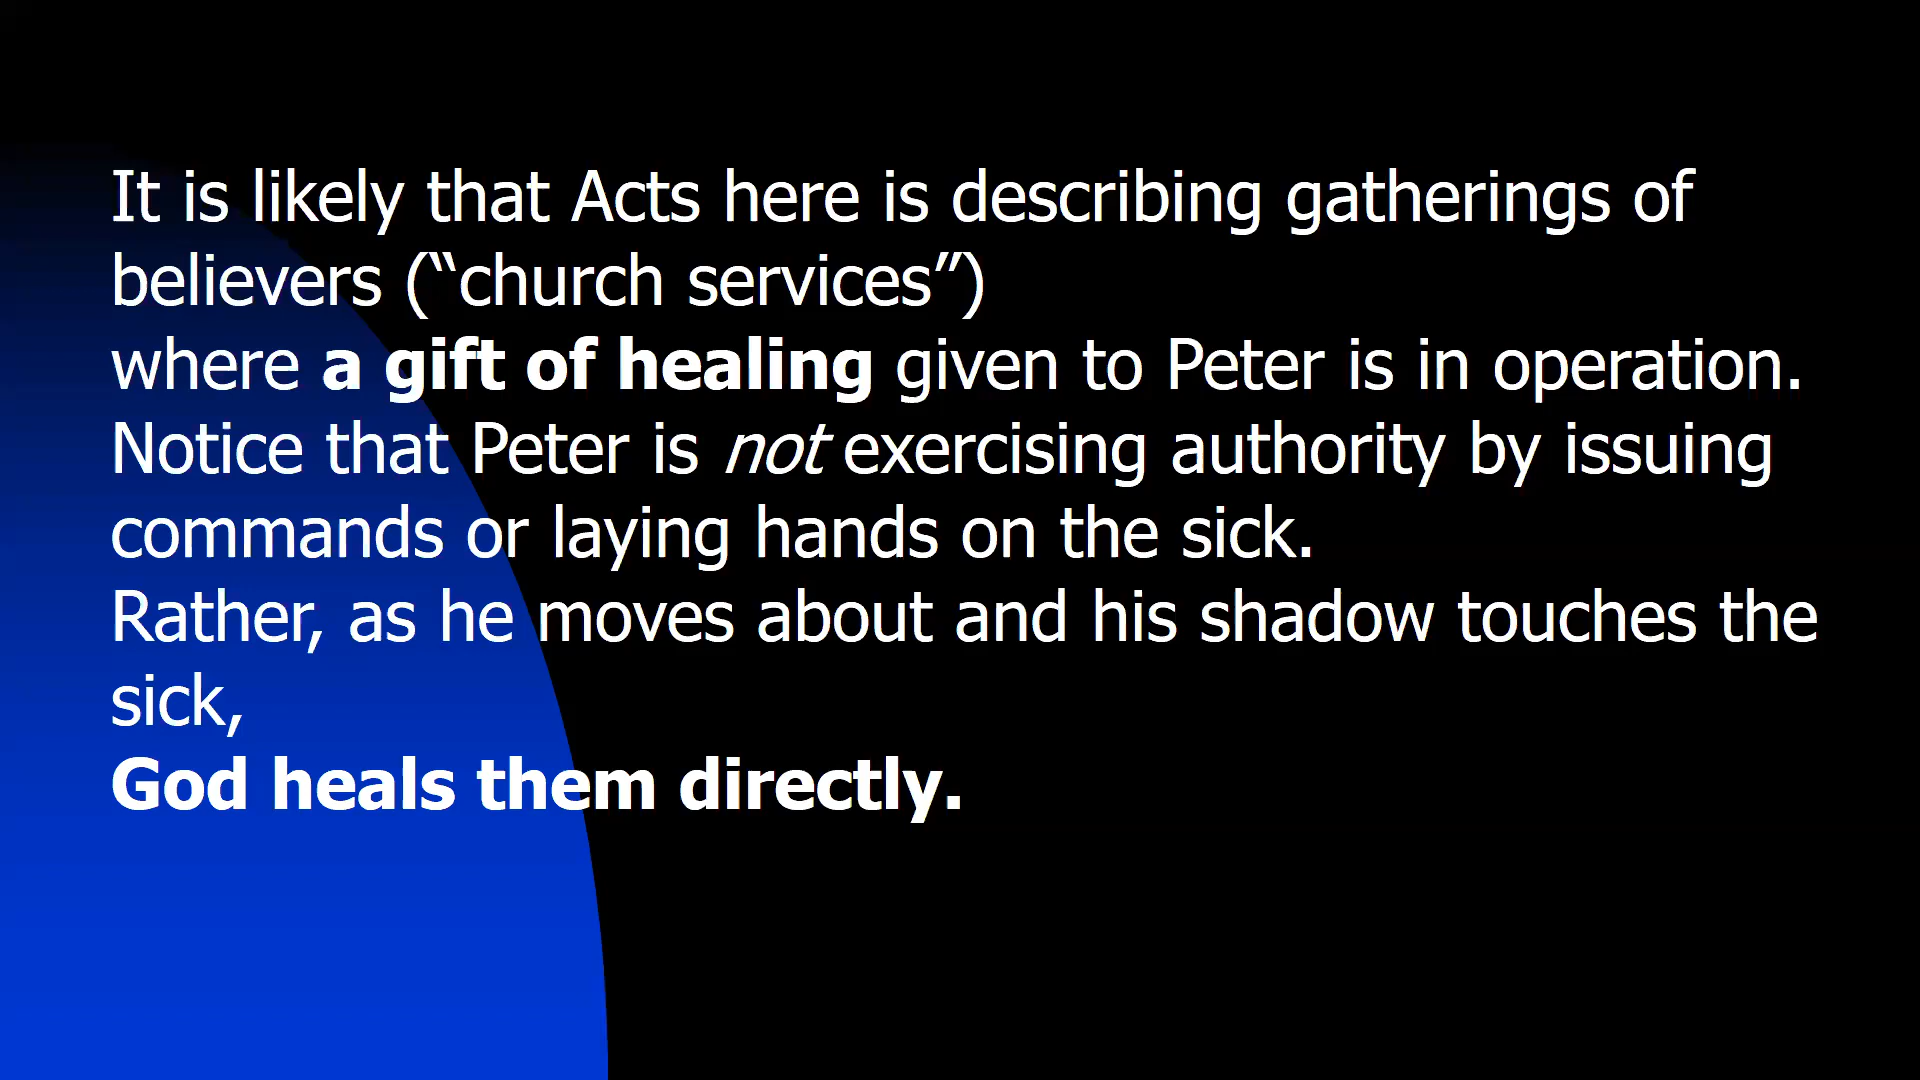 It is likely that Acts here is describing gatherings of
believers (“church services”)
where a gift of healing given to Peter is in operation.
Notice that Peter is not exercising authority by issuing
commands or laying hands on the sick.
Rather, as he moves about and his shadow touches the
sick,
God heals them directly.